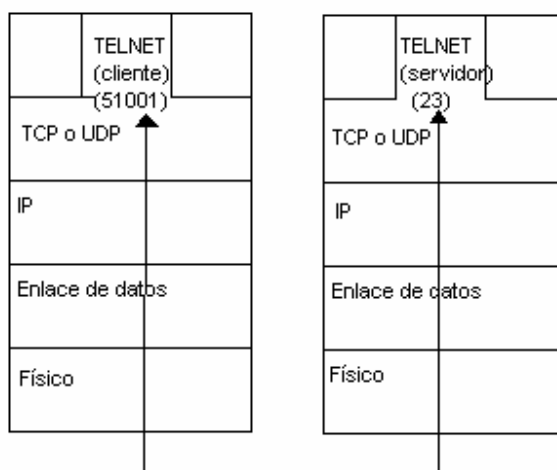 TELNET
(cliente)
(51001)
TCP o UDP
IP
Enlace de datos
Físico
TELNET
(servidor)
(23)
TCP o UDP
IP
Enlace de datos
Físico